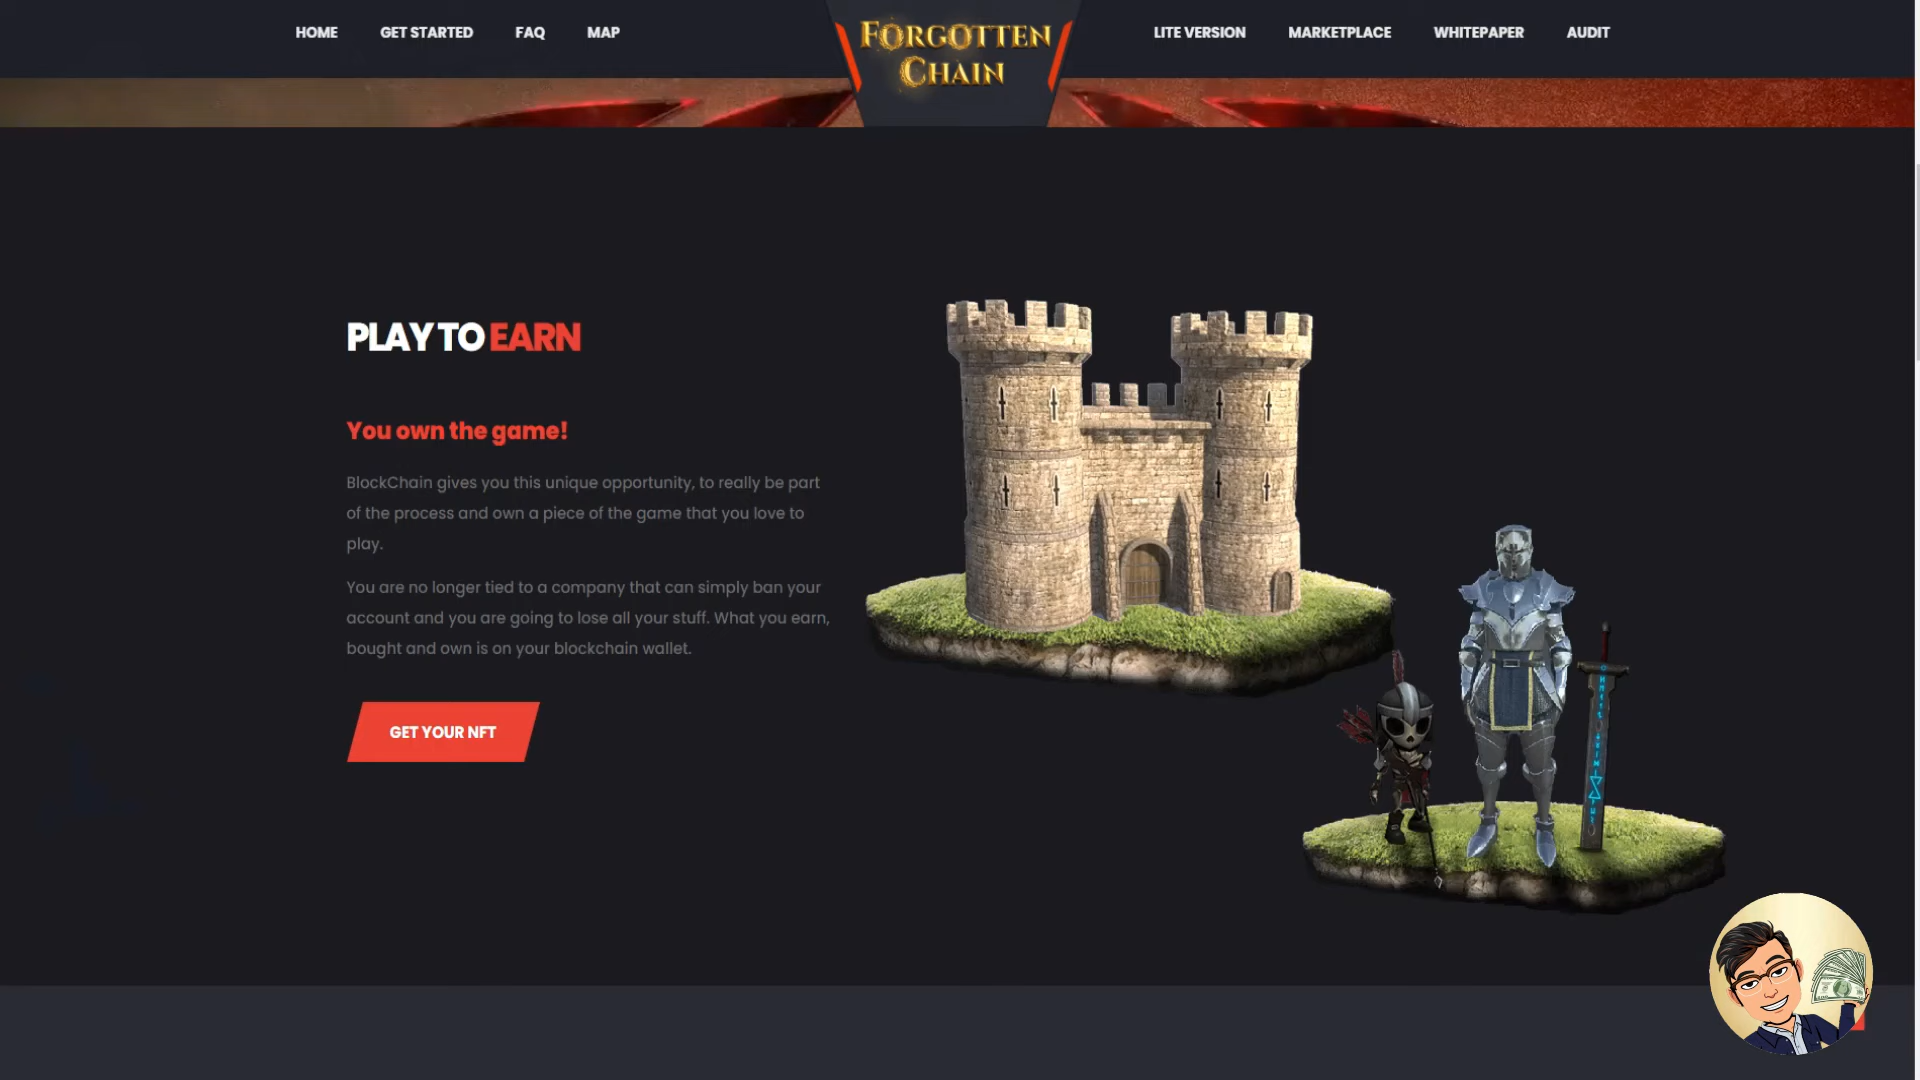 HOME GET STARTED FAQ MAP
FORGOTTEN
CHAIN
LITE VERSION MARKETPLACE WHITEPAPER AUDIT
PLAY TO EARN
You own the game!
BlockChain gives you this unique opportunity, to really be part
of the process and own a piece of the game that you love to
play.
You are no longer tied to a company that can simply ban your
account and you are going to lose all your stuff. What you earn,
bought and own is on your blockchain wallet.
GET YOUR NFT